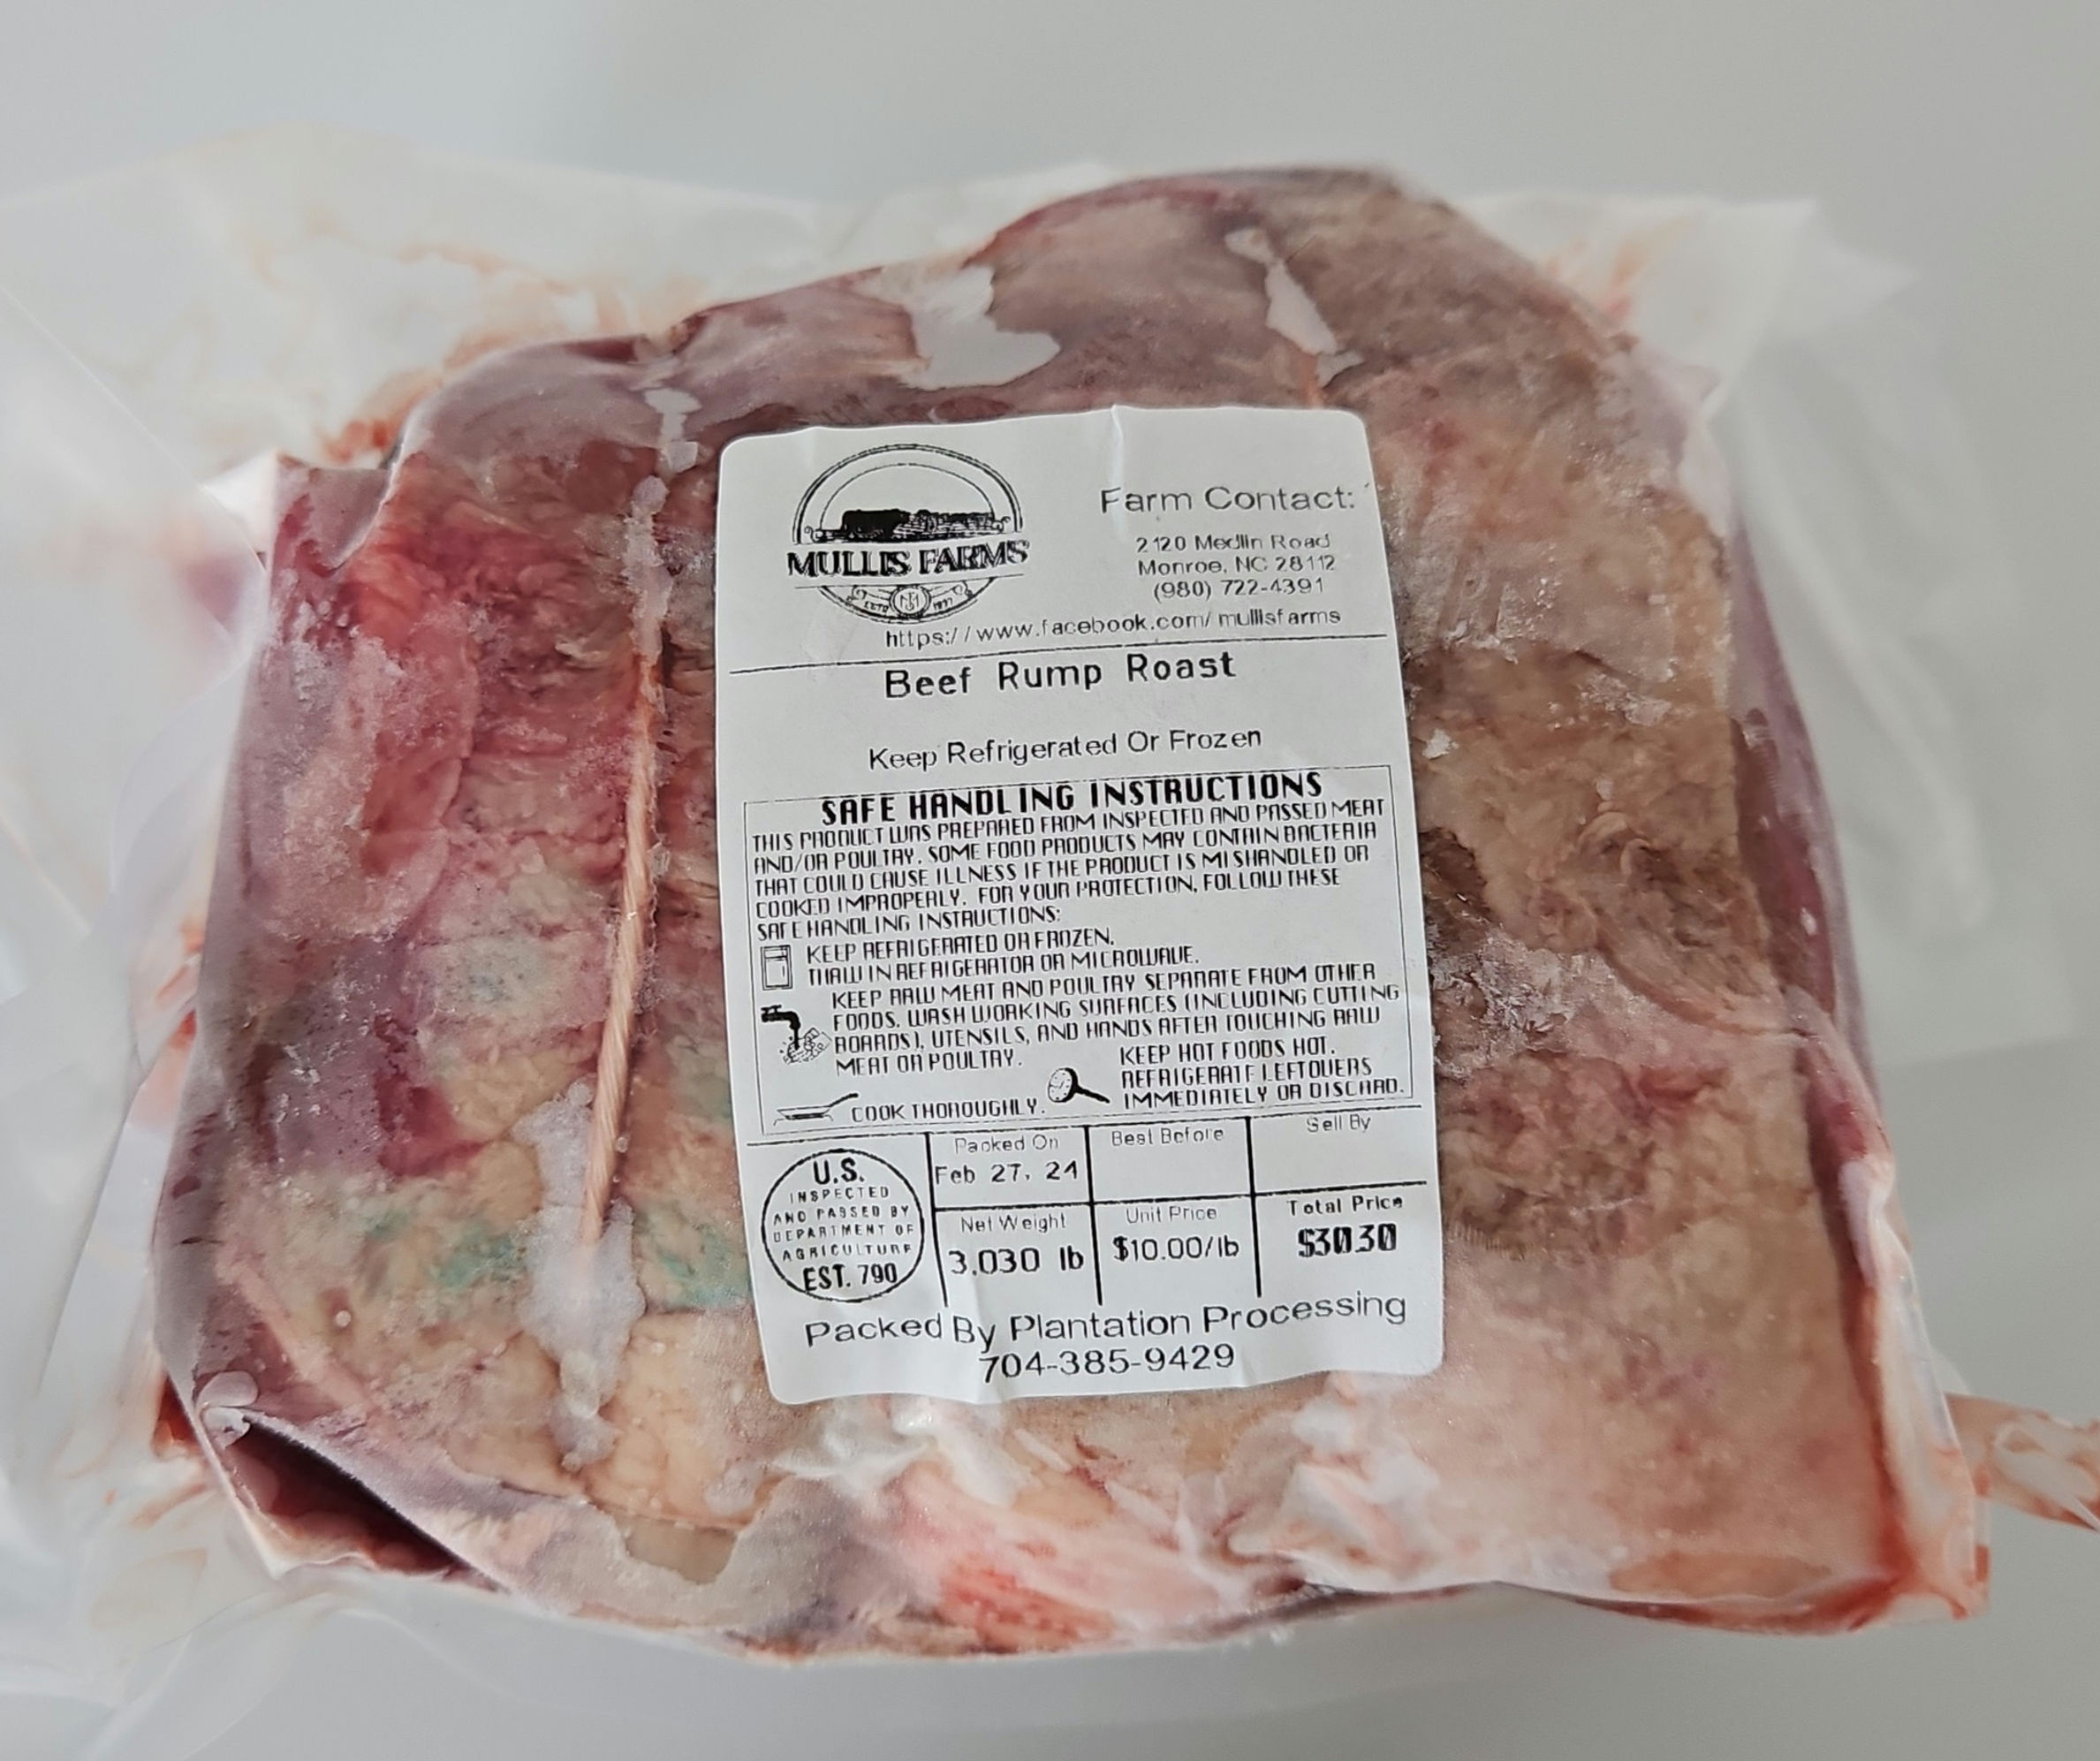 MULLIS FARMS
Farm Contact:
2120 Medlin Road
Monroe, NC 28112
(980) 722-4391
https://www.facebook.com/mullisfarms
Beef Rump Roast
Keep Refrigerated Or Frozen
SAFE HANDLING INSTRUCTIONS
THIS PRODUCT WAS PREPARED FROM INSPECTED AND PASSED MEAT
AND/OR POULTRY. SOME FOOD PRODUCTS MAY CONTAIN BACTERIA
THAT COULD CAUSE ILLNESS IF THE PRODUCT IS MISHANDLED OR
COOKED IMPROPERLY. FOR YOUR PROTECTION, FOLLOW THESE
SAFE HANDLING INSTRUCTIONS:
KEEP REFRIGERATED OR FROZEN.
THAW IN REFRIGERATOR OR MICROWAVE.
KEEP RAW MEAT AND POULTRY SEPARATE FROM OTHER
FOODS. WASH WORKING SURFACES (INCLUDING CUTTING
BOARDS), UTENSILS, AND HANDS AFTER TOUCHING RAW
MEAT OR POULTRY.
COOK THOROUGHLY.
KEEP HOT FOODS HOT.
REFRIGERATE LEFTOVERS
IMMEDIATELY OR DISCARD.
U.S.
INSPECTED
AND PASSED BY
DEPARTMENT OF
AGRICULTURE
EST. 790
Packed On
Feb 27, 24
Best Before
Sell By
Net Weight
3.030 lb
Unit Price
$10.00/lb
Total Price
$30.30
Packed By Plantation Processing
704-385-9429